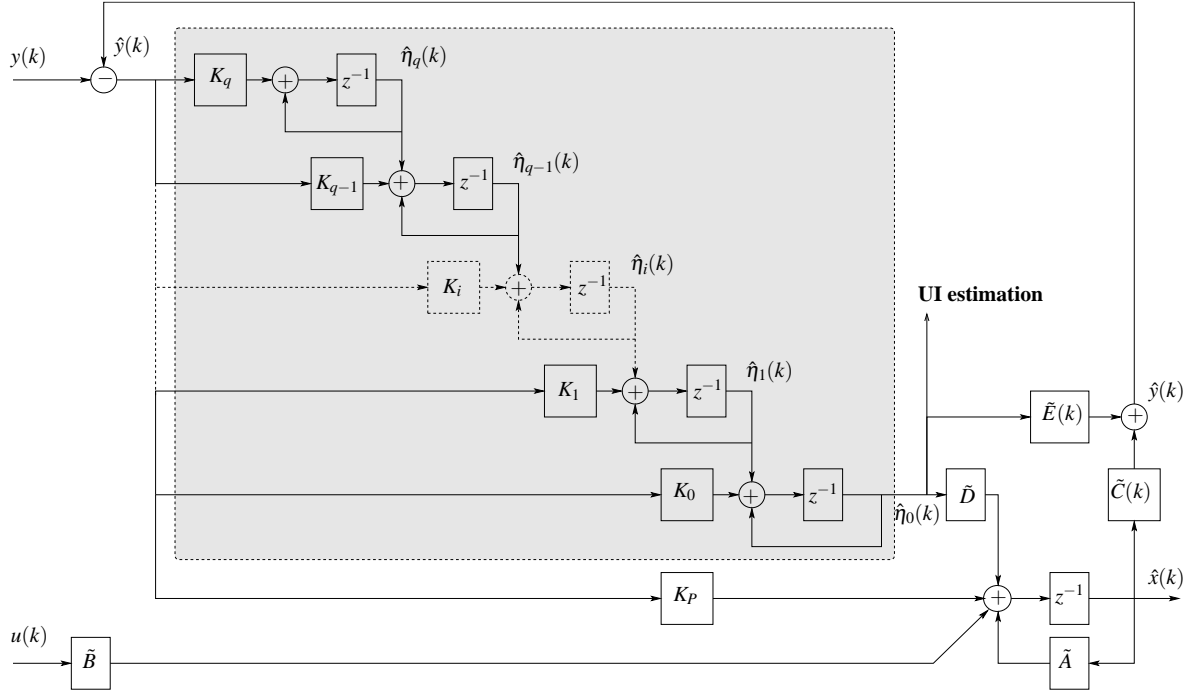 y(k)
ŷ(k)
−
K_q
+
z⁻¹
η̂_q(k)
K_{q−1}
+
z⁻¹
η̂_{q−1}(k)
K_i
+
z⁻¹
η̂_i(k)
UI estimation
K_1
+
z⁻¹
η̂_1(k)
Ẽ(k)
+
ŷ(k)
K_0
+
z⁻¹
η̂_0(k)
D̃
C̃(k)
K_P
+
z⁻¹
x̂(k)
u(k)
B̃
Ã